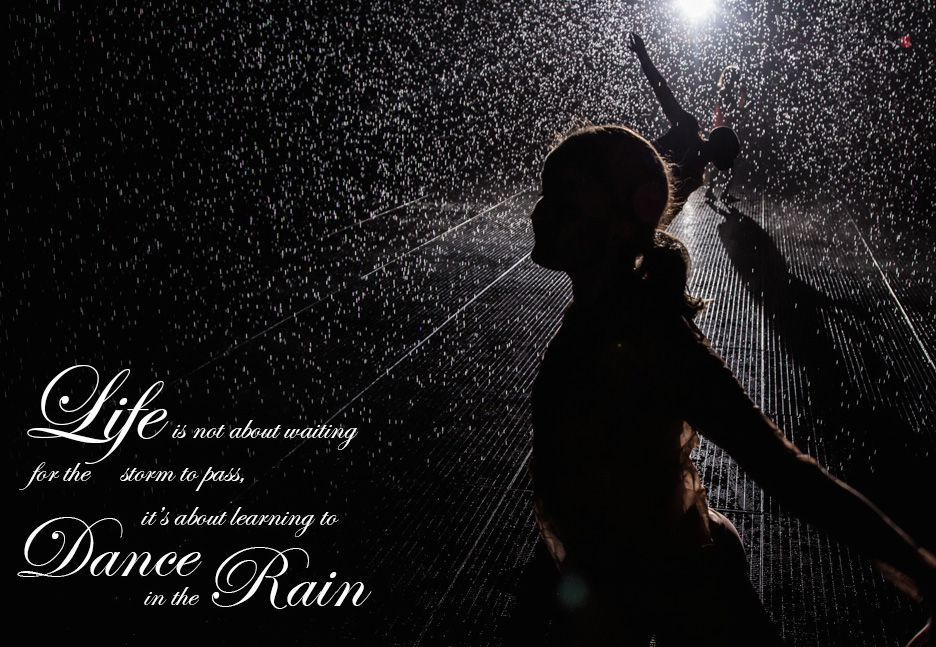 Life is not about waiting
for the storm to pass,
it's about learning to
Dance
in the Rain